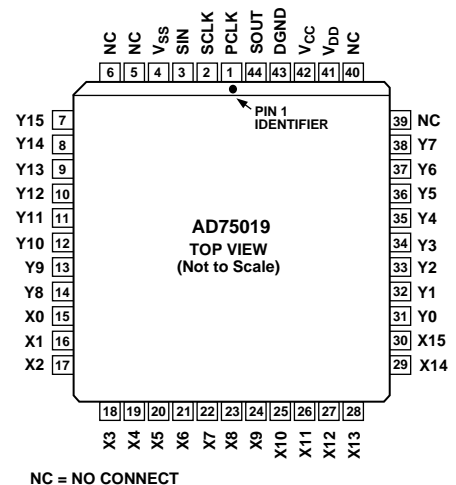 NC NC VSS SIN SCLK PCLK SOUT DGND VCC VDD NC
6 5 4 3 2 1 44 43 42 41 40
PIN 1
IDENTIFIER
Y15 7
Y14 8
Y13 9
Y12 10
Y11 11
Y10 12
Y9 13
Y8 14
X0 15
X1 16
X2 17
AD75019
TOP VIEW
(Not to Scale)
39 NC
38 Y7
37 Y6
36 Y5
35 Y4
34 Y3
33 Y2
32 Y1
31 Y0
30 X15
29 X14
18 19 20 21 22 23 24 25 26 27 28
X3 X4 X5 X6 X7 X8 X9 X10 X11 X12 X13
NC = NO CONNECT